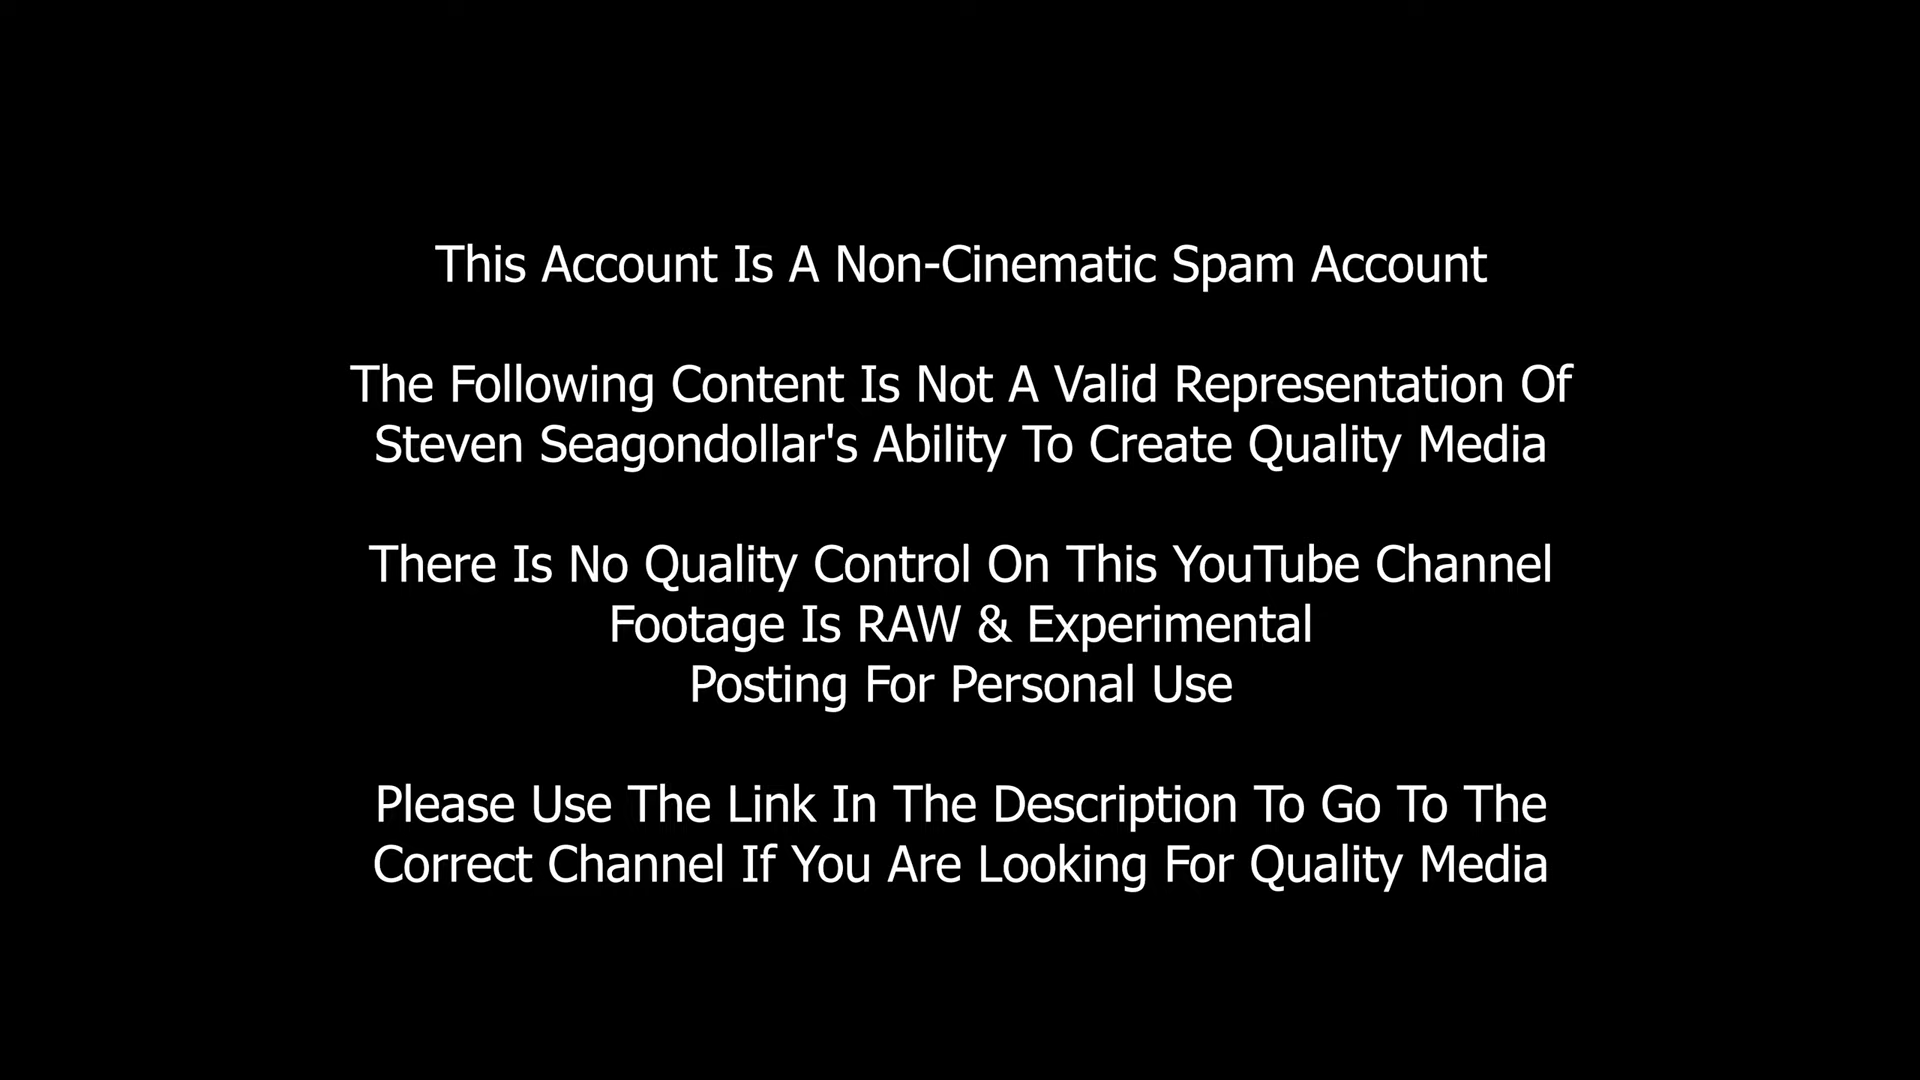 This Account Is A Non-Cinematic Spam Account
The Following Content Is Not A Valid Representation Of
Steven Seagondollar's Ability To Create Quality Media
There Is No Quality Control On This YouTube Channel
Footage Is RAW & Experimental
Posting For Personal Use
Please Use The Link In The Description To Go To The
Correct Channel If You Are Looking For Quality Media